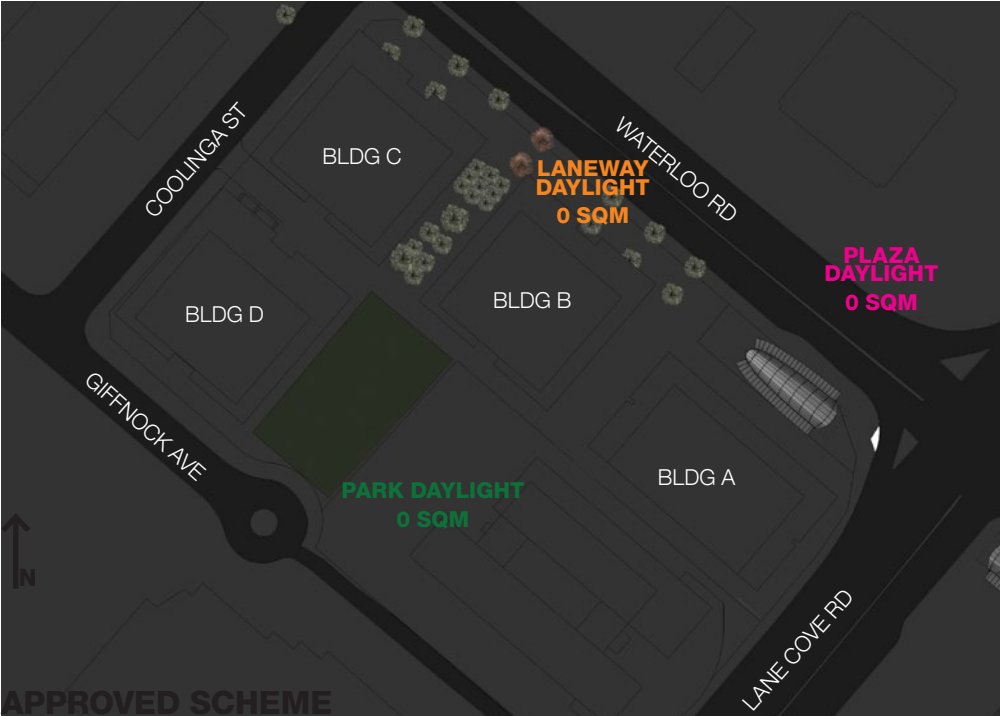 COOLINGA ST
BLDG C
WATERLOO RD
LANEWAY
DAYLIGHT
0 SQM
PLAZA
DAYLIGHT
0 SQM
BLDG D
BLDG B
GIFFNOCK AVE
PARK DAYLIGHT
0 SQM
BLDG A
N
LANE COVE RD
APPROVED SCHEME